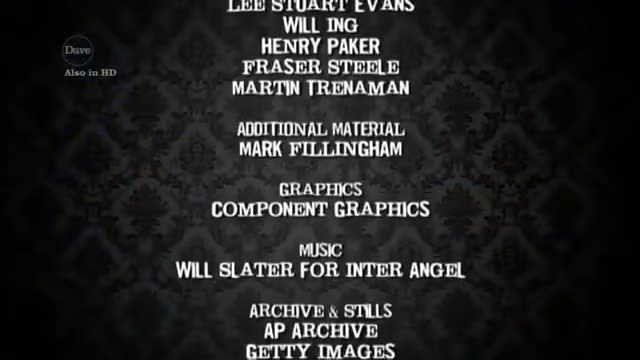 LEE STUART EVANS
WILL ING
HENRY PAKER
FRASER STEELE
MARTIN TRENAMAN
ADDITIONAL MATERIAL
MARK FILLINGHAM
GRAPHICS
COMPONENT GRAPHICS
MUSIC
WILL SLATER FOR INTER ANGEL
ARCHIVE & STILLS
AP ARCHIVE
GETTY IMAGES
Dave
Also in HD